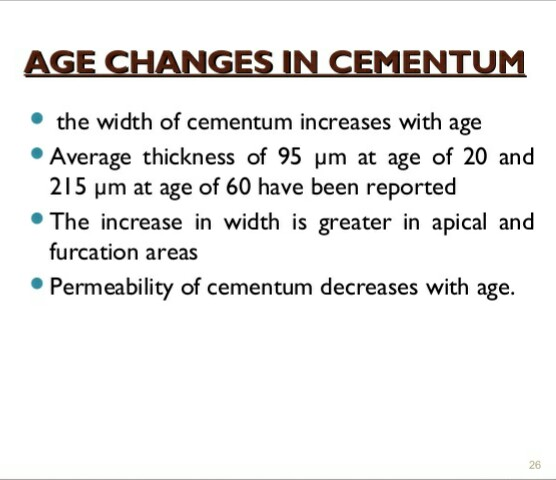 AGE CHANGES IN CEMENTUM
• the width of cementum increases with age
• Average thickness of 95 µm at age of 20 and
215 µm at age of 60 have been reported
• The increase in width is greater in apical and
furcation areas
• Permeability of cementum decreases with age.
26